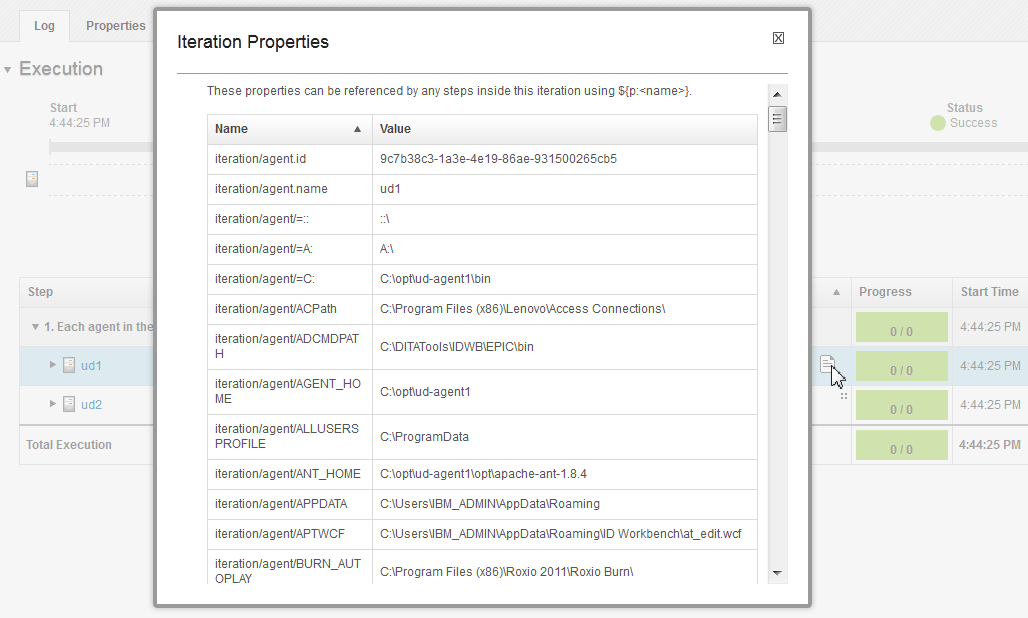 Log
Properties
Iteration Properties
Execution
These properties can be referenced by any steps inside this iteration using ${p:<name>}.
Start
4:44:25 PM
Status
Success
Name
Value
iteration/agent.id
9c7b38c3-1a3e-4e19-86ae-931500265cb5
iteration/agent.name
ud1
iteration/agent/=::
::\
iteration/agent/=A:
A:\
iteration/agent/=C:
C:\opt\ud-agent1\bin
iteration/agent/ACPath
C:\Program Files (x86)\Lenovo\Access Connections\
iteration/agent/ADCMDPAT
H
C:\DITATools\IDWB\EPIC\bin
iteration/agent/AGENT_HO
ME
C:\opt\ud-agent1
iteration/agent/ALLUSERS
PROFILE
C:\ProgramData
iteration/agent/ANT_HOME
C:\opt\ud-agent1\opt\apache-ant-1.8.4
iteration/agent/APPDATA
C:\Users\IBM_ADMIN\AppData\Roaming
iteration/agent/APTWCF
C:\Users\IBM_ADMIN\AppData\Roaming\ID Workbench\at_edit.wcf
iteration/agent/BURN_AUT
OPLAY
C:\Program Files (x86)\Roxio 2011\Roxio Burn\
Step
Progress
Start Time
1. Each agent in the
0 / 0
4:44:25 PM
ud1
0 / 0
4:44:25 PM
ud2
0 / 0
4:44:25 PM
Total Execution
0 / 0
4:44:25 PM